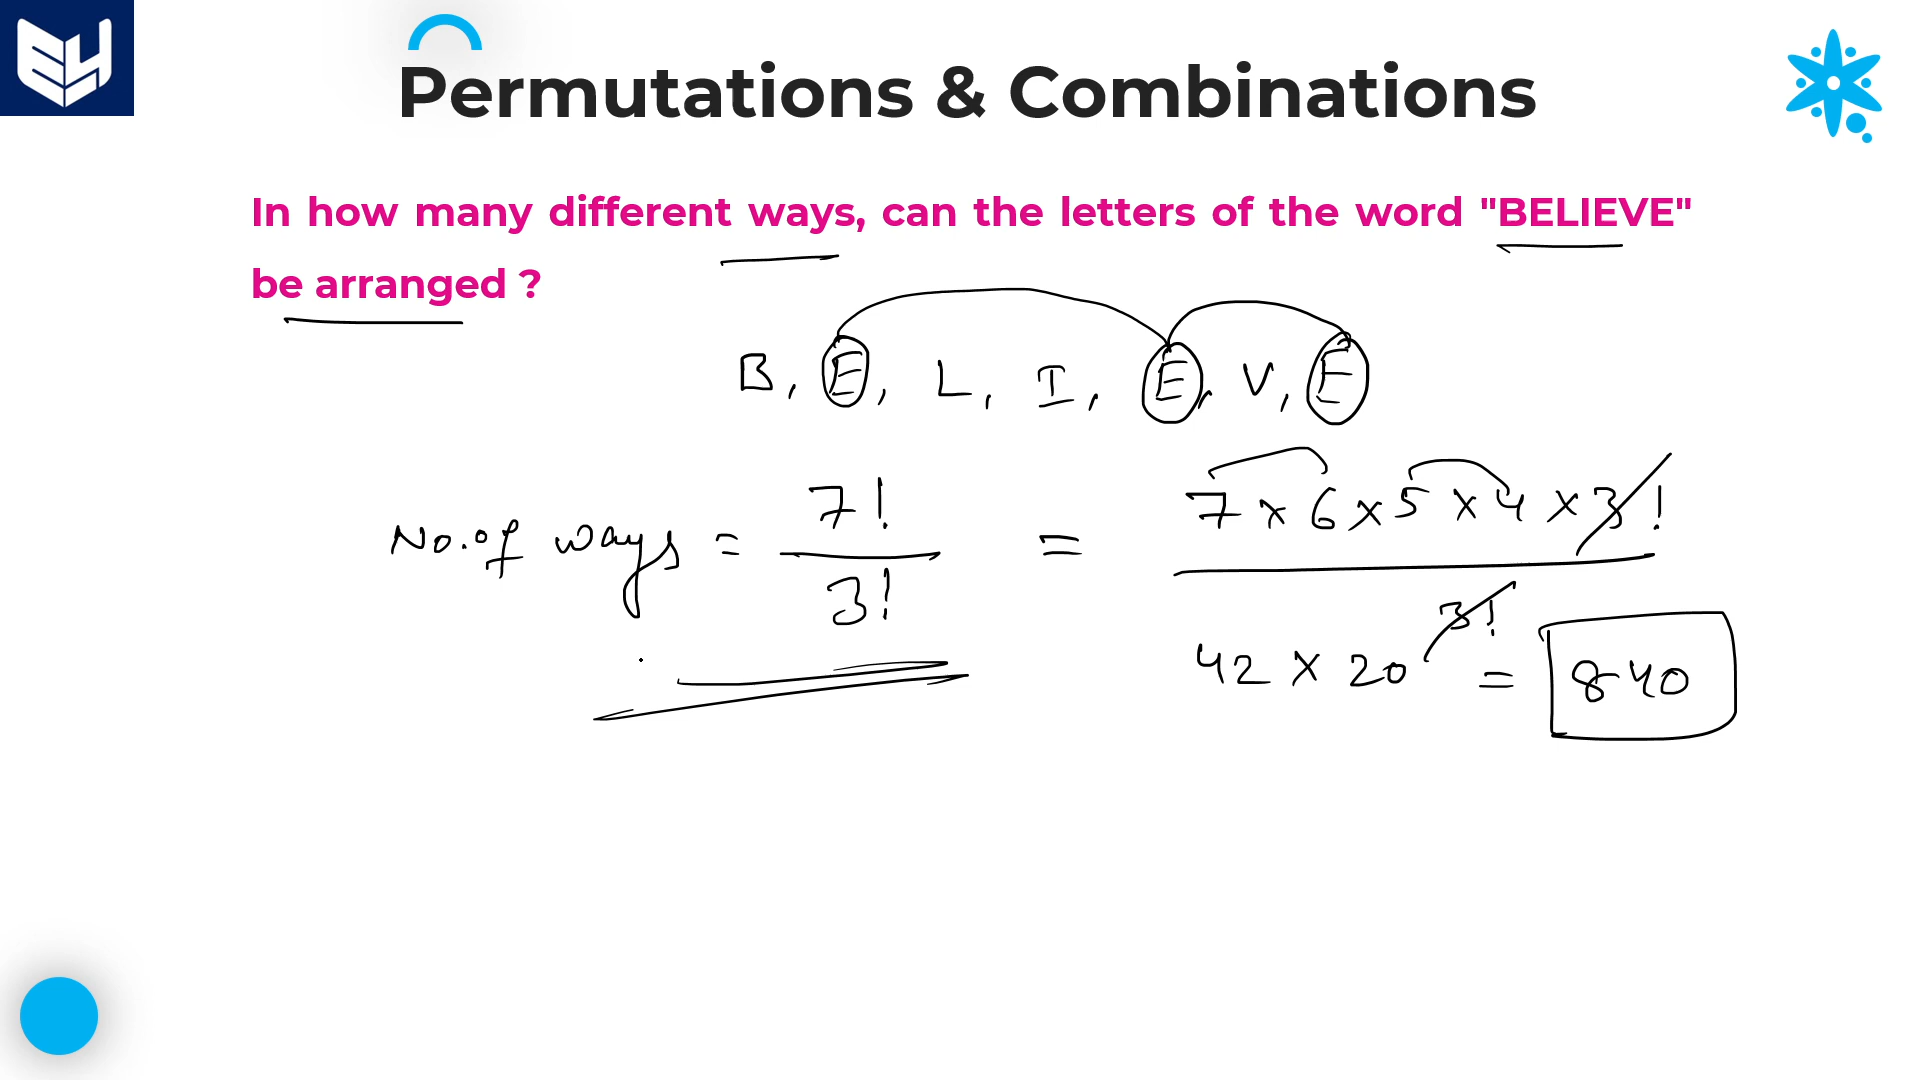 Permutations & Combinations
In how many different ways, can the letters of the word "BELIEVE"
be arranged ?
B, E, L, I, E, V, E
No. of ways = 7! / 3! = 7 × 6 × 5 × 4 × 3! / 3!
42 × 20 = 840